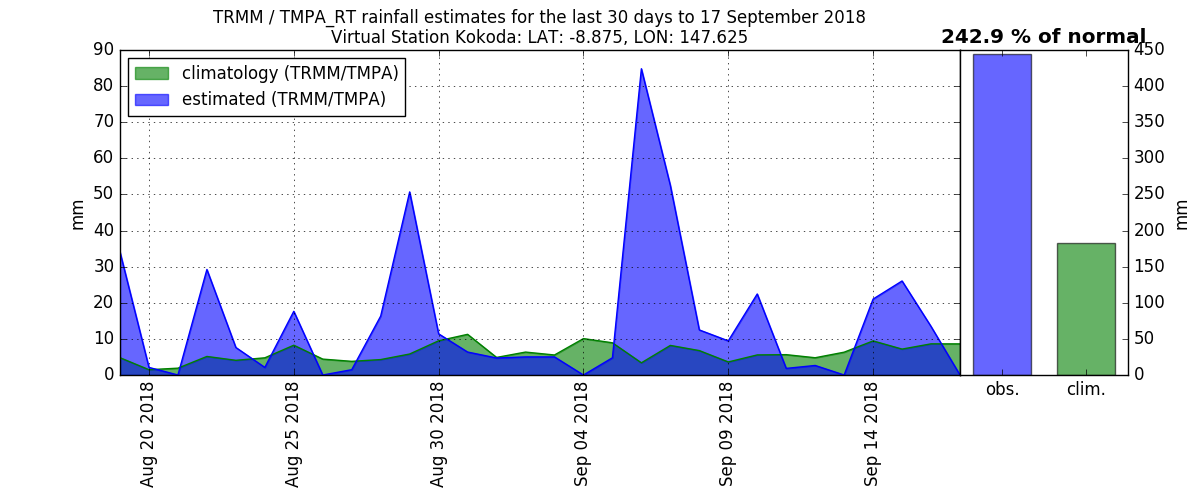 TRMM / TMPA_RT rainfall estimates for the last 30 days to 17 September 2018
Virtual Station Kokoda: LAT: -8.875, LON: 147.625
242.9 % of normal
climatology (TRMM/TMPA)
estimated (TRMM/TMPA)
90
80
70
60
50
40
30
20
10
0
mm
450
400
350
300
250
200
150
100
50
0
mm
Aug 20 2018
Aug 25 2018
Aug 30 2018
Sep 04 2018
Sep 09 2018
Sep 14 2018
obs.
clim.